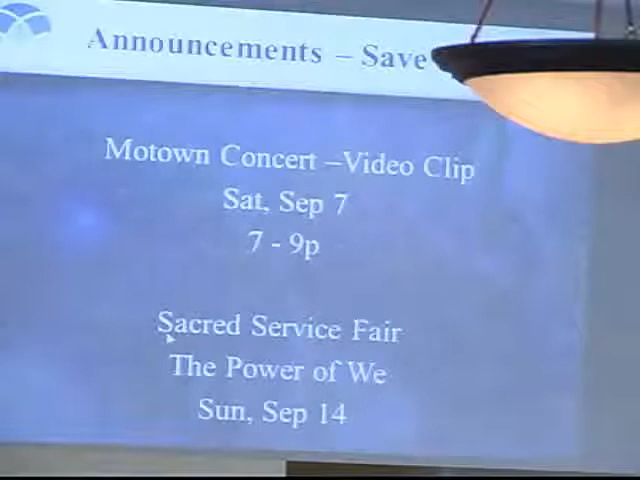 Announcements – Save
Motown Concert –Video Clip
Sat, Sep 7
7 - 9p
Sacred Service Fair
The Power of We
Sun, Sep 14